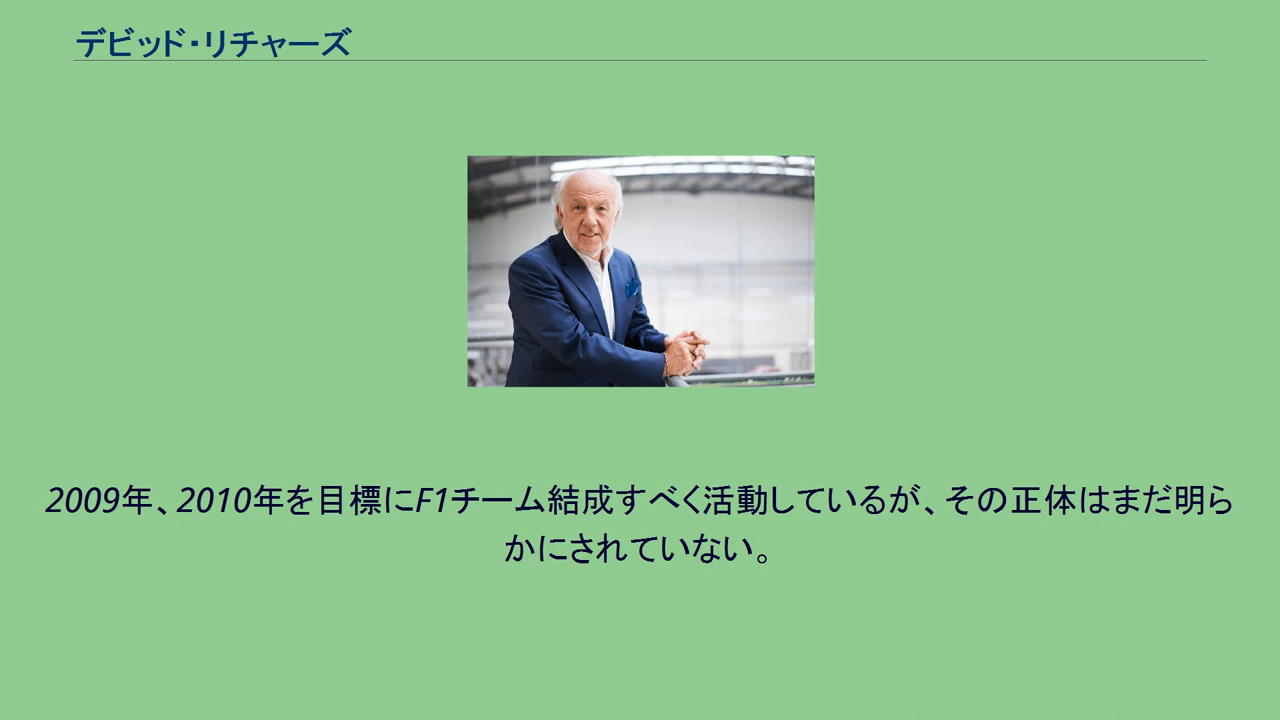 デビッド・リチャーズ
2009年、2010年を目標にF1チーム結成すべく活動しているが、その正体はまだ明ら
かにされていない。